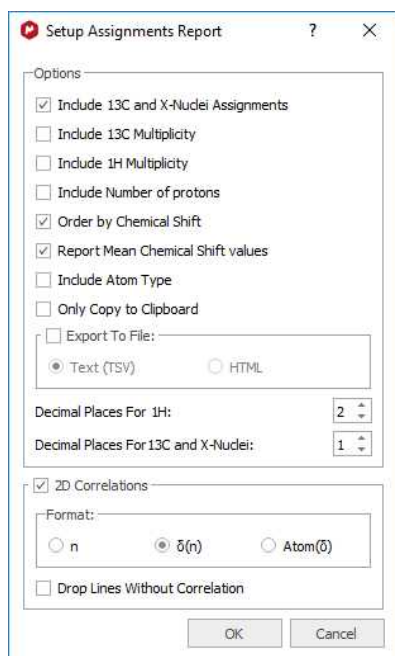 Setup Assignments Report ? ×
Options
Include 13C and X-Nuclei Assignments
Include 13C Multiplicity
Include 1H Multiplicity
Include Number of protons
Order by Chemical Shift
Report Mean Chemical Shift values
Include Atom Type
Only Copy to Clipboard
Export To File:
Text (TSV) HTML
Decimal Places For 1H: 2
Decimal Places For13C and X-Nuclei: 1
2D Correlations
Format:
n δ(n) Atom(δ)
Drop Lines Without Correlation
OK Cancel